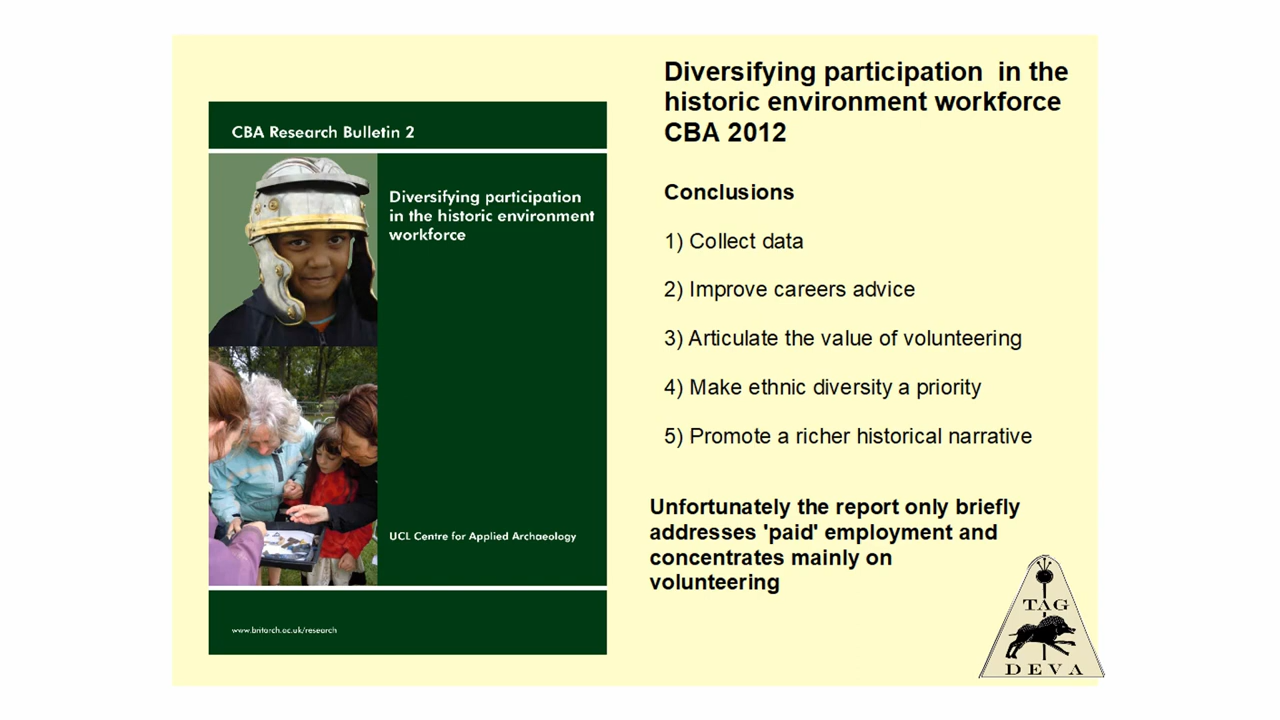 CBA Research Bulletin 2
Diversifying participation
in the historic environment
workforce
UCL Centre for Applied Archaeology
www.britarch.ac.uk/research
Diversifying participation in the
historic environment workforce
CBA 2012
Conclusions
1) Collect data
2) Improve careers advice
3) Articulate the value of volunteering
4) Make ethnic diversity a priority
5) Promote a richer historical narrative
Unfortunately the report only briefly
addresses 'paid' employment and
concentrates mainly on
volunteering
TAG
DEVA